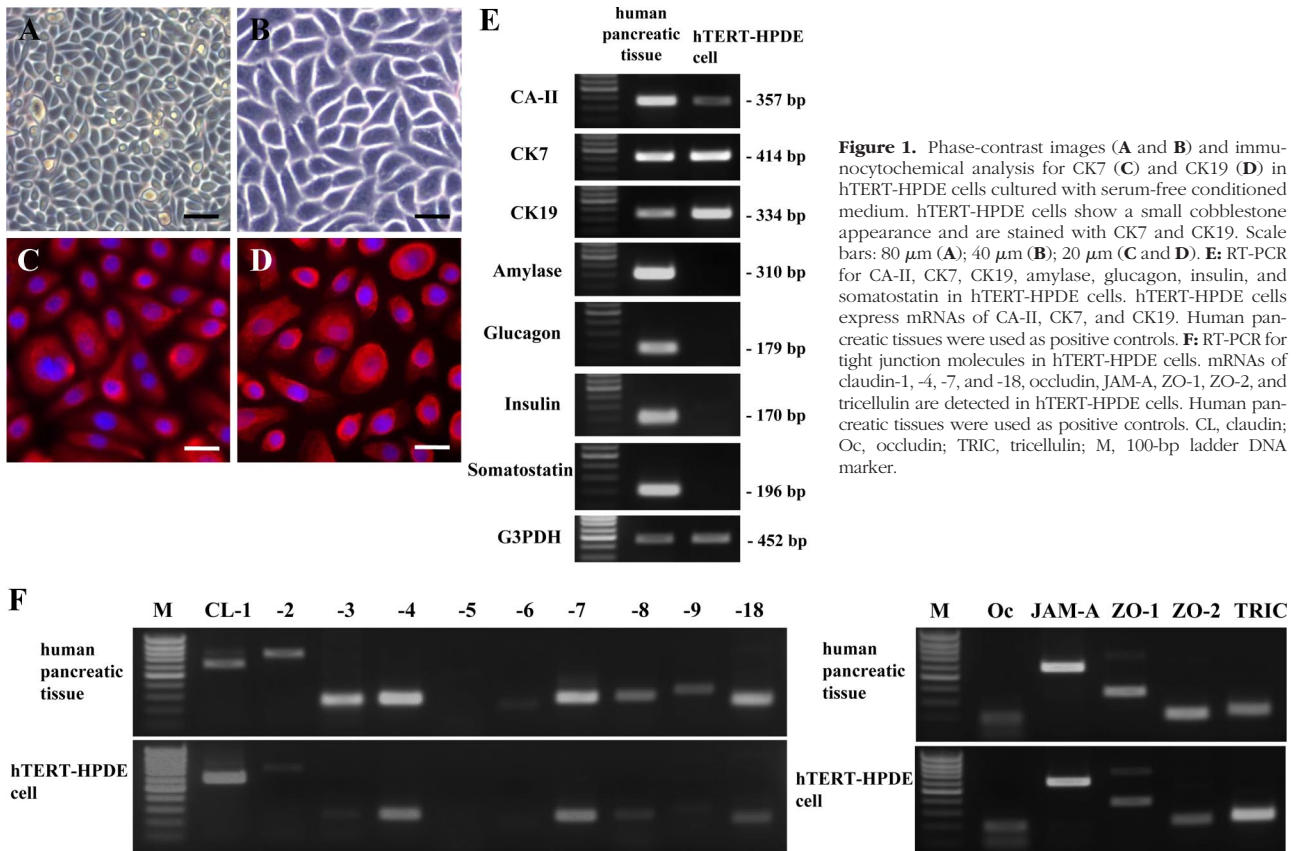 A
B
C
D
E
human
pancreatic
tissue
hTERT-HPDE
cell
CA-II
- 357 bp
CK7
- 414 bp
CK19
- 334 bp
Amylase
- 310 bp
Glucagon
- 179 bp
Insulin
- 170 bp
Somatostatin
- 196 bp
G3PDH
- 452 bp
Figure 1. Phase-contrast images (A and B) and immu-
nocytochemical analysis for CK7 (C) and CK19 (D) in
hTERT-HPDE cells cultured with serum-free conditioned
medium. hTERT-HPDE cells show a small cobblestone
appearance and are stained with CK7 and CK19. Scale
bars: 80 μm (A); 40 μm (B); 20 μm (C and D). E: RT-PCR
for CA-II, CK7, CK19, amylase, glucagon, insulin, and
somatostatin in hTERT-HPDE cells. hTERT-HPDE cells
express mRNAs of CA-II, CK7, and CK19. Human pan-
creatic tissues were used as positive controls. F: RT-PCR for
tight junction molecules in hTERT-HPDE cells. mRNAs of
claudin-1, -4, -7, and -18, occludin, JAM-A, ZO-1, ZO-2, and
tricellulin are detected in hTERT-HPDE cells. Human pan-
creatic tissues were used as positive controls. CL, claudin;
Oc, occludin; TRIC, tricellulin; M, 100-bp ladder DNA
marker.
F
M CL-1 -2 -3 -4 -5 -6 -7 -8 -9 -18
human
pancreatic
tissue
hTERT-HPDE
cell
M Oc JAM-A ZO-1 ZO-2 TRIC
human
pancreatic
tissue
hTERT-HPDE
cell